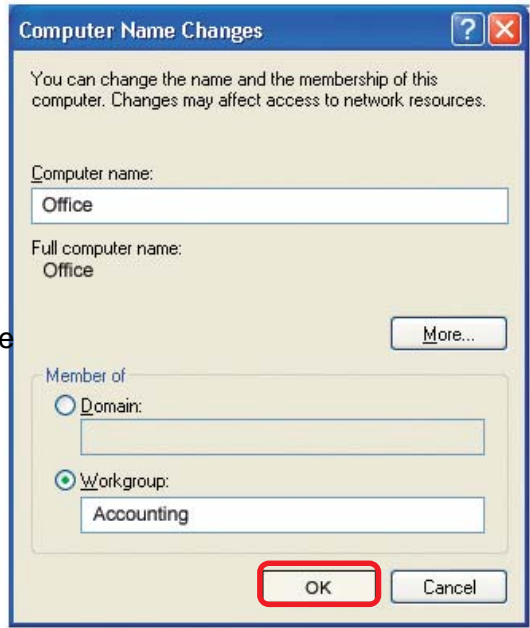 Computer Name Changes
You can change the name and the membership of this
computer. Changes may affect access to network resources.
Computer name:
Office
Full computer name:
Office
e
More...
Member of
Domain:
Workgroup:
Accounting
OK
Cancel